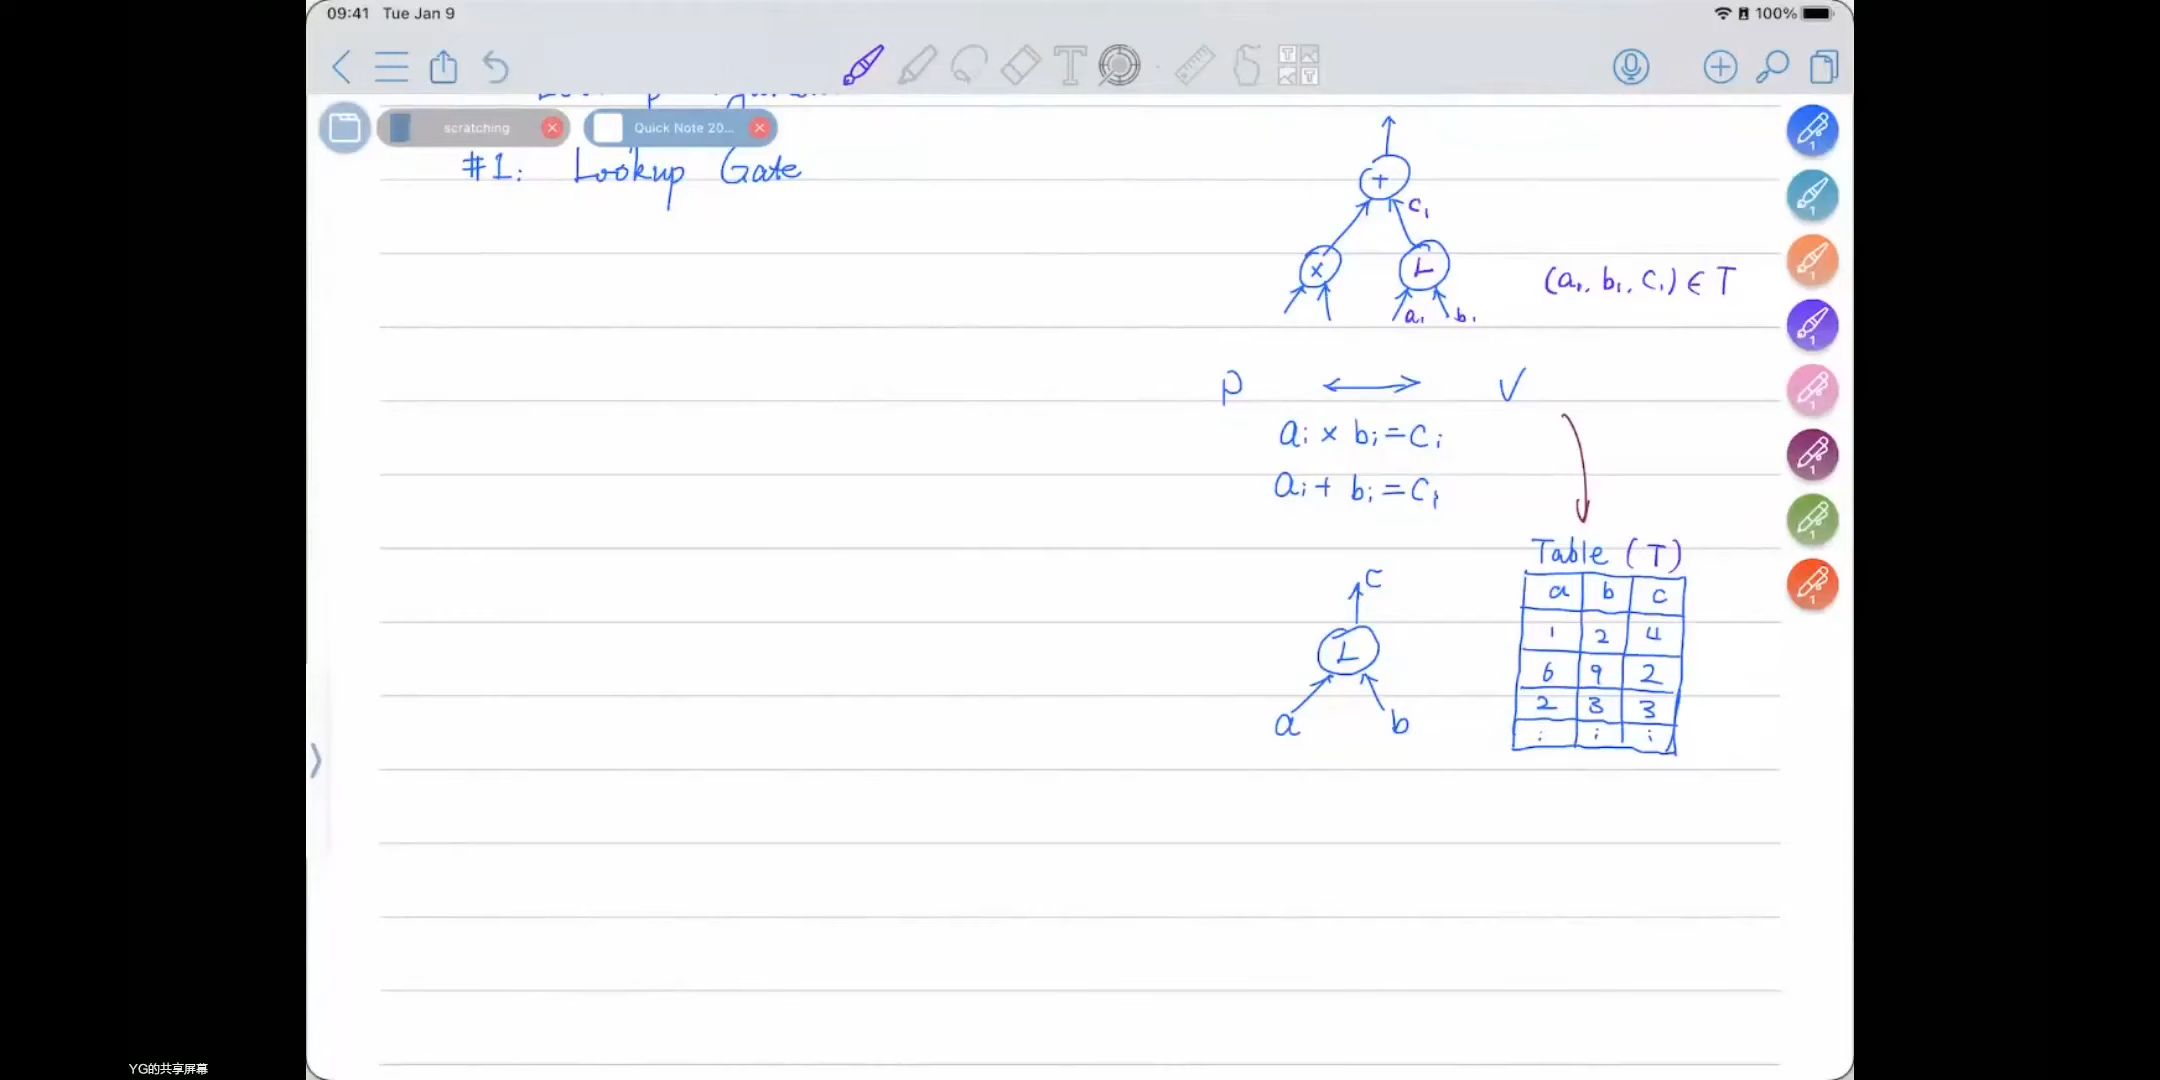 09:41 Tue Jan 9
100%
scratching
Quick Note 20...
#1: Lookup Gate
+
c₁
×
L
(a₁, b₁, c₁) ∈ T
a₁ b₁
P ⟷ V
aᵢ × bᵢ = cᵢ
aᵢ + bᵢ = cᵢ
Table (T)
a b c
1 2 4
6 9 2
2 3 3
⋮ ⋮ ⋮
c
L
a b
YG的共享屏幕